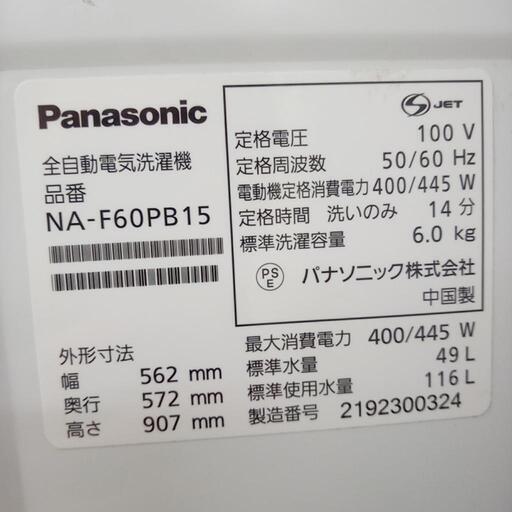 Panasonic
全自動電気洗濯機
品番
NA-F60PB15
外形寸法
幅 562 mm
奥行 572 mm
高さ 907 mm
S JET
定格電圧 100 V
定格周波数 50/60 Hz
電動機定格消費電力 400/445 W
定格時間 洗いのみ 14 分
標準洗濯容量 6.0 kg
PS E パナソニック株式会社
中国製
最大消費電力 400/445 W
標準水量 49 L
標準使用水量 116 L
製造番号 2192300324